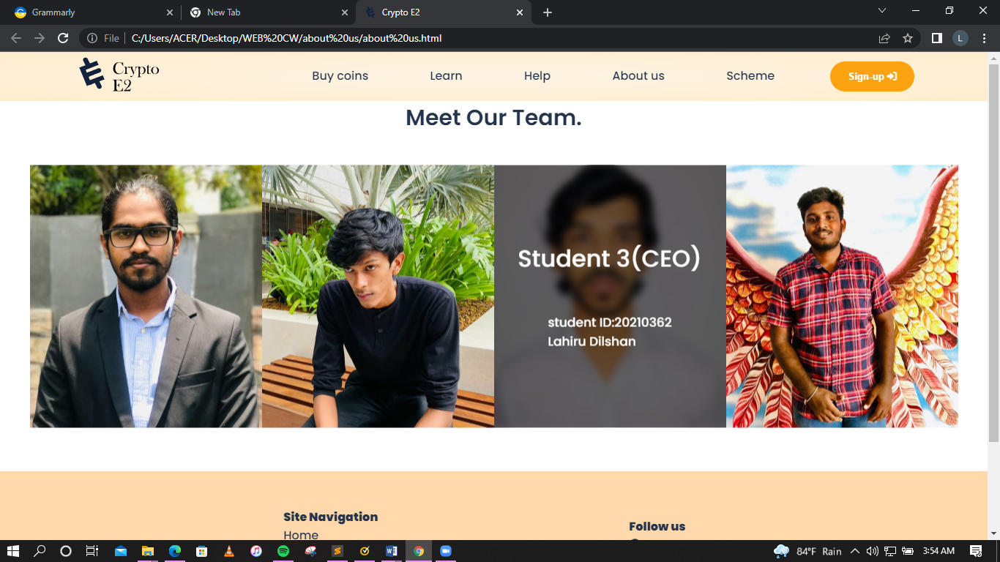 Grammarly
New Tab
Crypto E2
File
C:/Users/ACER/Desktop/WEB%20CW/about%20us/about%20us.html
L
Crypto
E2
Buy coins
Learn
Help
About us
Scheme
Sign-up
Meet Our Team.
Student 3(CEO)
student ID:20210362
Lahiru Dilshan
Site Navigation
Home
Follow us
84°F Rain
3:54 AM